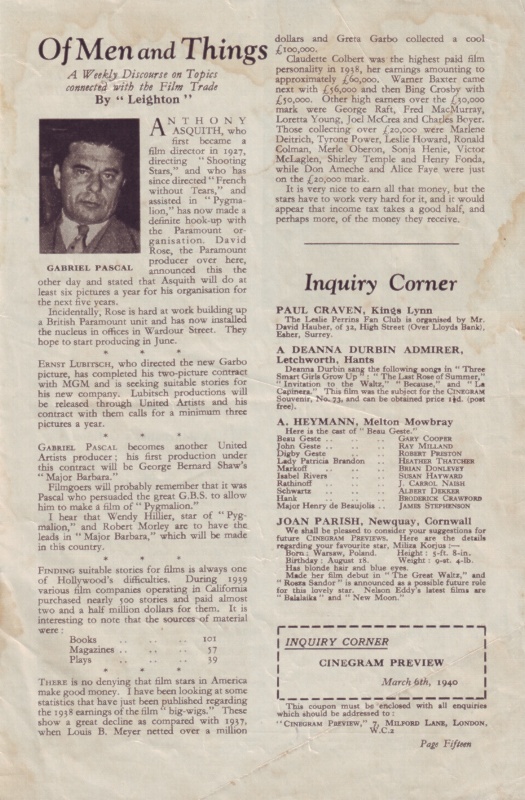 Of Men and Things
A Weekly Discourse on Topics
connected with the Film Trade
By "Leighton"
GABRIEL PASCAL
ANTHONY
ASQUITH, who
first became a
film director in 1927,
directing "Shooting
Stars," and who has
since directed "French
without Tears," and
assisted in "Pygma-
lion," has now made a
definite hook-up with
the Paramount or-
ganisation. David
Rose, the Paramount
producer over here,
announced this the
other day and stated that Asquith will do at
least six pictures a year for his organisation for
the next five years.
Incidentally, Rose is hard at work building up
a British Paramount unit and has now installed
the nucleus in offices in Wardour Street. They
hope to start producing in June.
* * *
ERNST LUBITSCH, who directed the new Garbo
picture, has completed his two-picture contract
with MGM and is seeking suitable stories for
his new company. Lubitsch productions will
be released through United Artists and his
contract with them calls for a minimum three
pictures a year.
* * *
GABRIEL PASCAL becomes another United
Artists producer; his first production under
this contract will be George Bernard Shaw's
"Major Barbara."
Filmgoers will probably remember that it was
Pascal who persuaded the great G.B.S. to allow
him to make a film of "Pygmalion."
I hear that Wendy Hillier, star of "Pyg-
malion," and Robert Morley are to have the
leads in "Major Barbara," which will be made
in this country.
* * *
FINDING suitable stories for films is always one
of Hollywood's difficulties. During 1939
various film companies operating in California
purchased nearly 500 stories and paid almost
two and a half million dollars for them. It is
interesting to note that the sources of material
were:
Books .. .. .. 101
Magazines .. .. .. 57
Plays .. .. .. 39
* * *
THERE is no denying that film stars in America
make good money. I have been looking at some
statistics that have just been published regarding
the 1938 earnings of the film "big-wigs." These
show a great decline as compared with 1937,
when Louis B. Meyer netted over a million
dollars and Greta Garbo collected a cool
£100,000.
Claudette Colbert was the highest paid film
personality in 1938, her earnings amounting to
approximately £60,000. Warner Baxter came
next with £56,000 and then Bing Crosby with
£50,000. Other high earners over the £30,000
mark were George Raft, Fred MacMurray,
Loretta Young, Joel McCrea and Charles Boyer.
Those collecting over £20,000 were Marlene
Deitrich, Tyrone Power, Leslie Howard, Ronald
Colman, Merle Oberon, Sonja Henie, Victor
McLaglen, Shirley Temple and Henry Fonda,
while Don Ameche and Alice Faye were just
on the £20,000 mark.
It is very nice to earn all that money, but the
stars have to work very hard for it, and it would
appear that income tax takes a good half, and
perhaps more, of the money they receive.
Inquiry Corner
PAUL CRAVEN, Kings Lynn
The Leslie Perrins Fan Club is organised by Mr.
David Hauber, of 32, High Street (Over Lloyds Bank),
Esher, Surrey.
A DEANNA DURBIN ADMIRER,
Letchworth, Hants
Deanna Durbin sang the following songs in "Three
Smart Girls Grow Up": "The Last Rose of Summer,"
"Invitation to the Waltz," "Because," and "La
Capinera." This film was the subject for the CINEGRAM
Souvenir, No. 73, and can be obtained price 1½d. (post
free).
A. HEYMANN, Melton Mowbray
Here is the cast of "Beau Geste."
Beau Geste .. .. .. GARY COOPER
John Geste .. .. .. RAY MILLAND
Digby Geste .. .. ROBERT PRESTON
Lady Patricia Brandon .. HEATHER THATCHER
Markoff .. .. BRIAN DONLEVEY
Isabel Rivers .. .. SUSAN HAYWARD
Rathinoff .. .. J. CARROL NAISH
Schwartz .. .. .. ALBERT DEKKER
Hank .. .. .. BRODERICK CRAWFORD
Major Henry de Beaujolis .. JAMES STEPHENSON
JOAN PARISH, Newquay, Cornwall
We shall be pleased to consider your suggestions for
future CINEGRAM PREVIEWS. Here are the details
regarding your favourite star, Miliza Korjus:—
Born: Warsaw, Poland. Height: 5-ft. 8-in.
Birthday: August 18. Weight: 9-st. 4-lb.
Has blonde hair and blue eyes.
Made her film debut in "The Great Waltz," and
"Rosza Sandor" is announced as a possible future role
for this lovely star. Nelson Eddy's latest films are
"Balalaika" and "New Moon."
INQUIRY CORNER
CINEGRAM PREVIEW
March 6th, 1940
This coupon must be enclosed with all enquiries
which should be addressed to:
"CINEGRAM PREVIEW," 7, MILFORD LANE, LONDON,
W.C.2
Page Fifteen